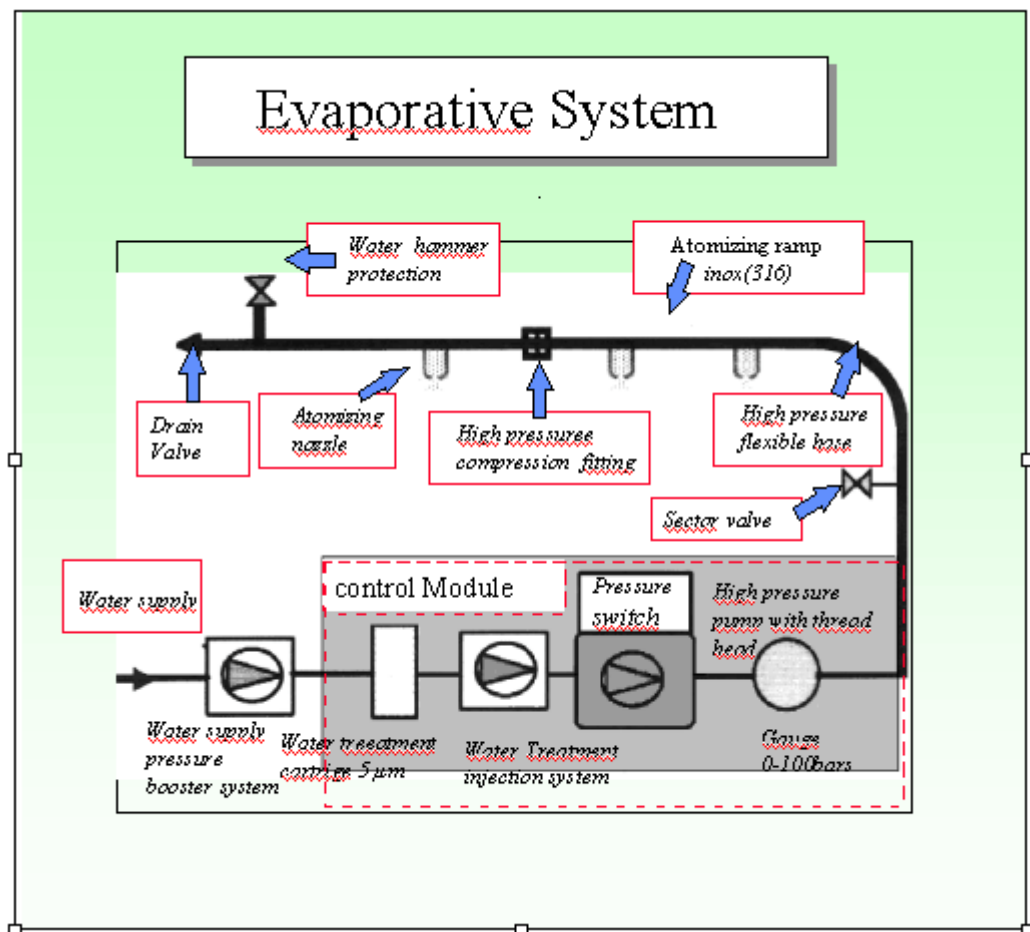 Evaporative System
Water hammer
protection
Atomizing ramp
inox(316)
Drain
Valve
Atomizing
nozzle
High pressuree
compression fitting
High pressure
flexible hose
Sector valve
Water supply
control Module
Pressure
switch
High pressure
pump with thread
head
Water supply
pressure
booster system
Water treeatment
cartrige 5 µm
Water Treatment
injection system
Gauge
0-100bars